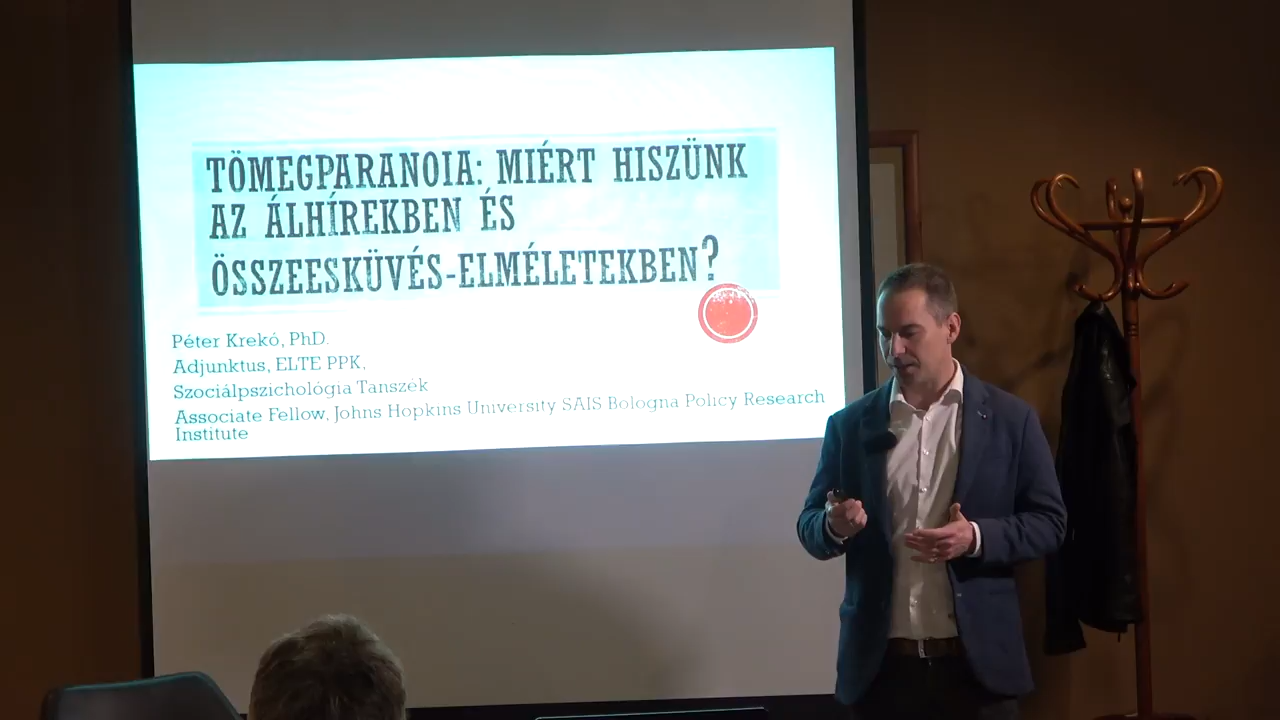 TÖMEGPARANOIA: MIÉRT HISZÜNK
AZ ÁLHÍREKBEN ÉS
ÖSSZEESKÜVÉS-ELMÉLETEKBEN?
Péter Krekó, PhD.
Adjunktus, ELTE PPK,
Szociálpszichológia Tanszék
Associate Fellow, Johns Hopkins University SAIS Bologna Policy Research
Institute